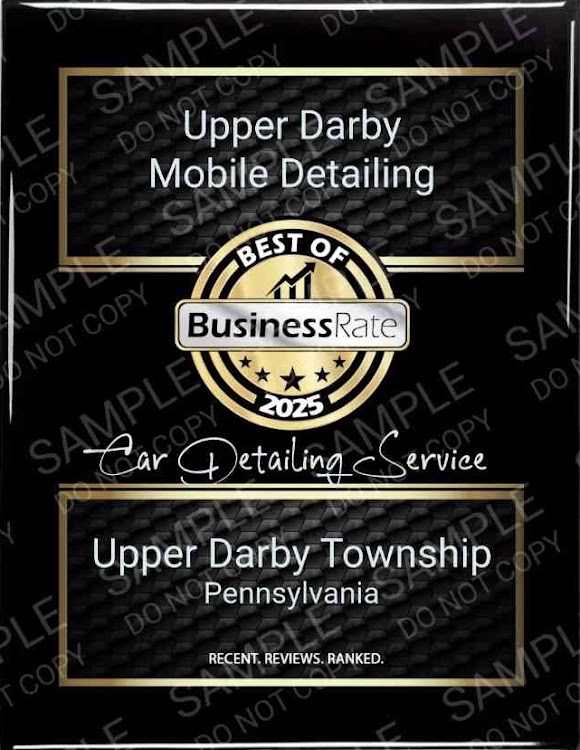 Upper Darby
Mobile Detailing
BEST OF
BusinessRate
2025
Car Detailing Service
Upper Darby Township
Pennsylvania
RECENT. REVIEWS. RANKED.
SAMPLE
DO NOT COPY